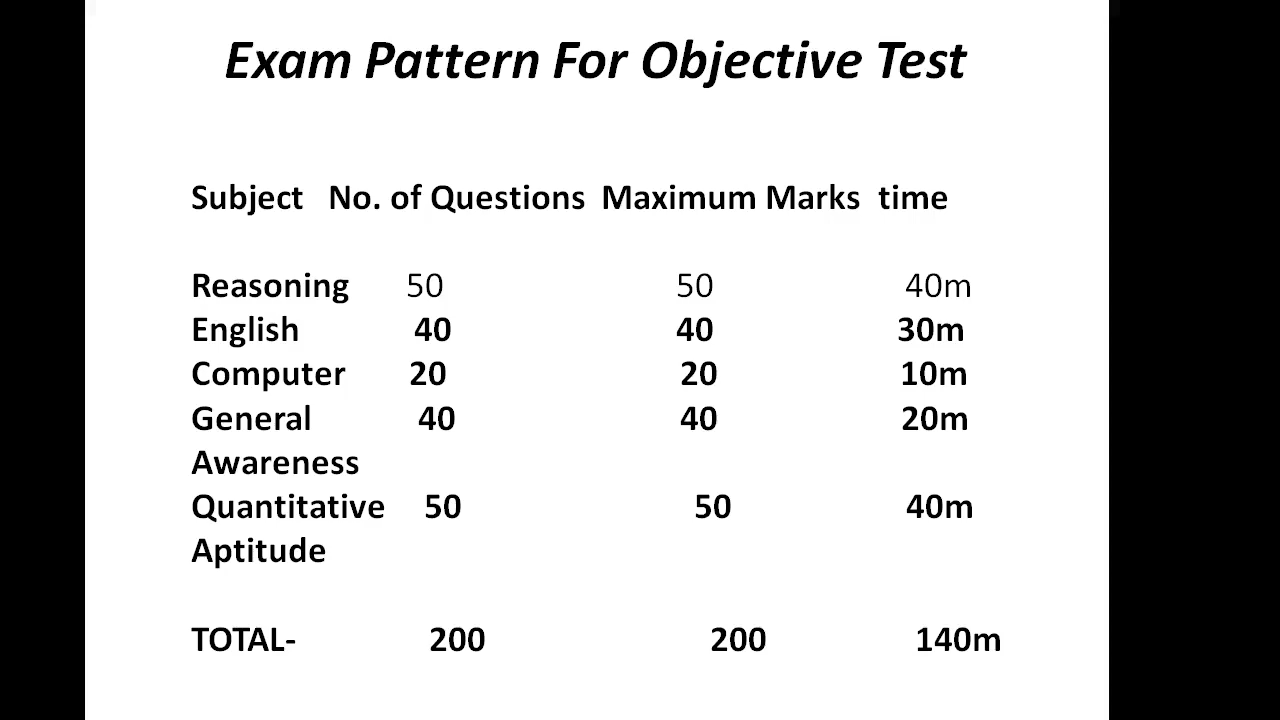 Exam Pattern For Objective Test
Subject No. of Questions Maximum Marks time
Reasoning 50 50 40m
English 40 40 30m
Computer 20 20 10m
General 40 40 20m
Awareness
Quantitative 50 50 40m
Aptitude
TOTAL- 200 200 140m